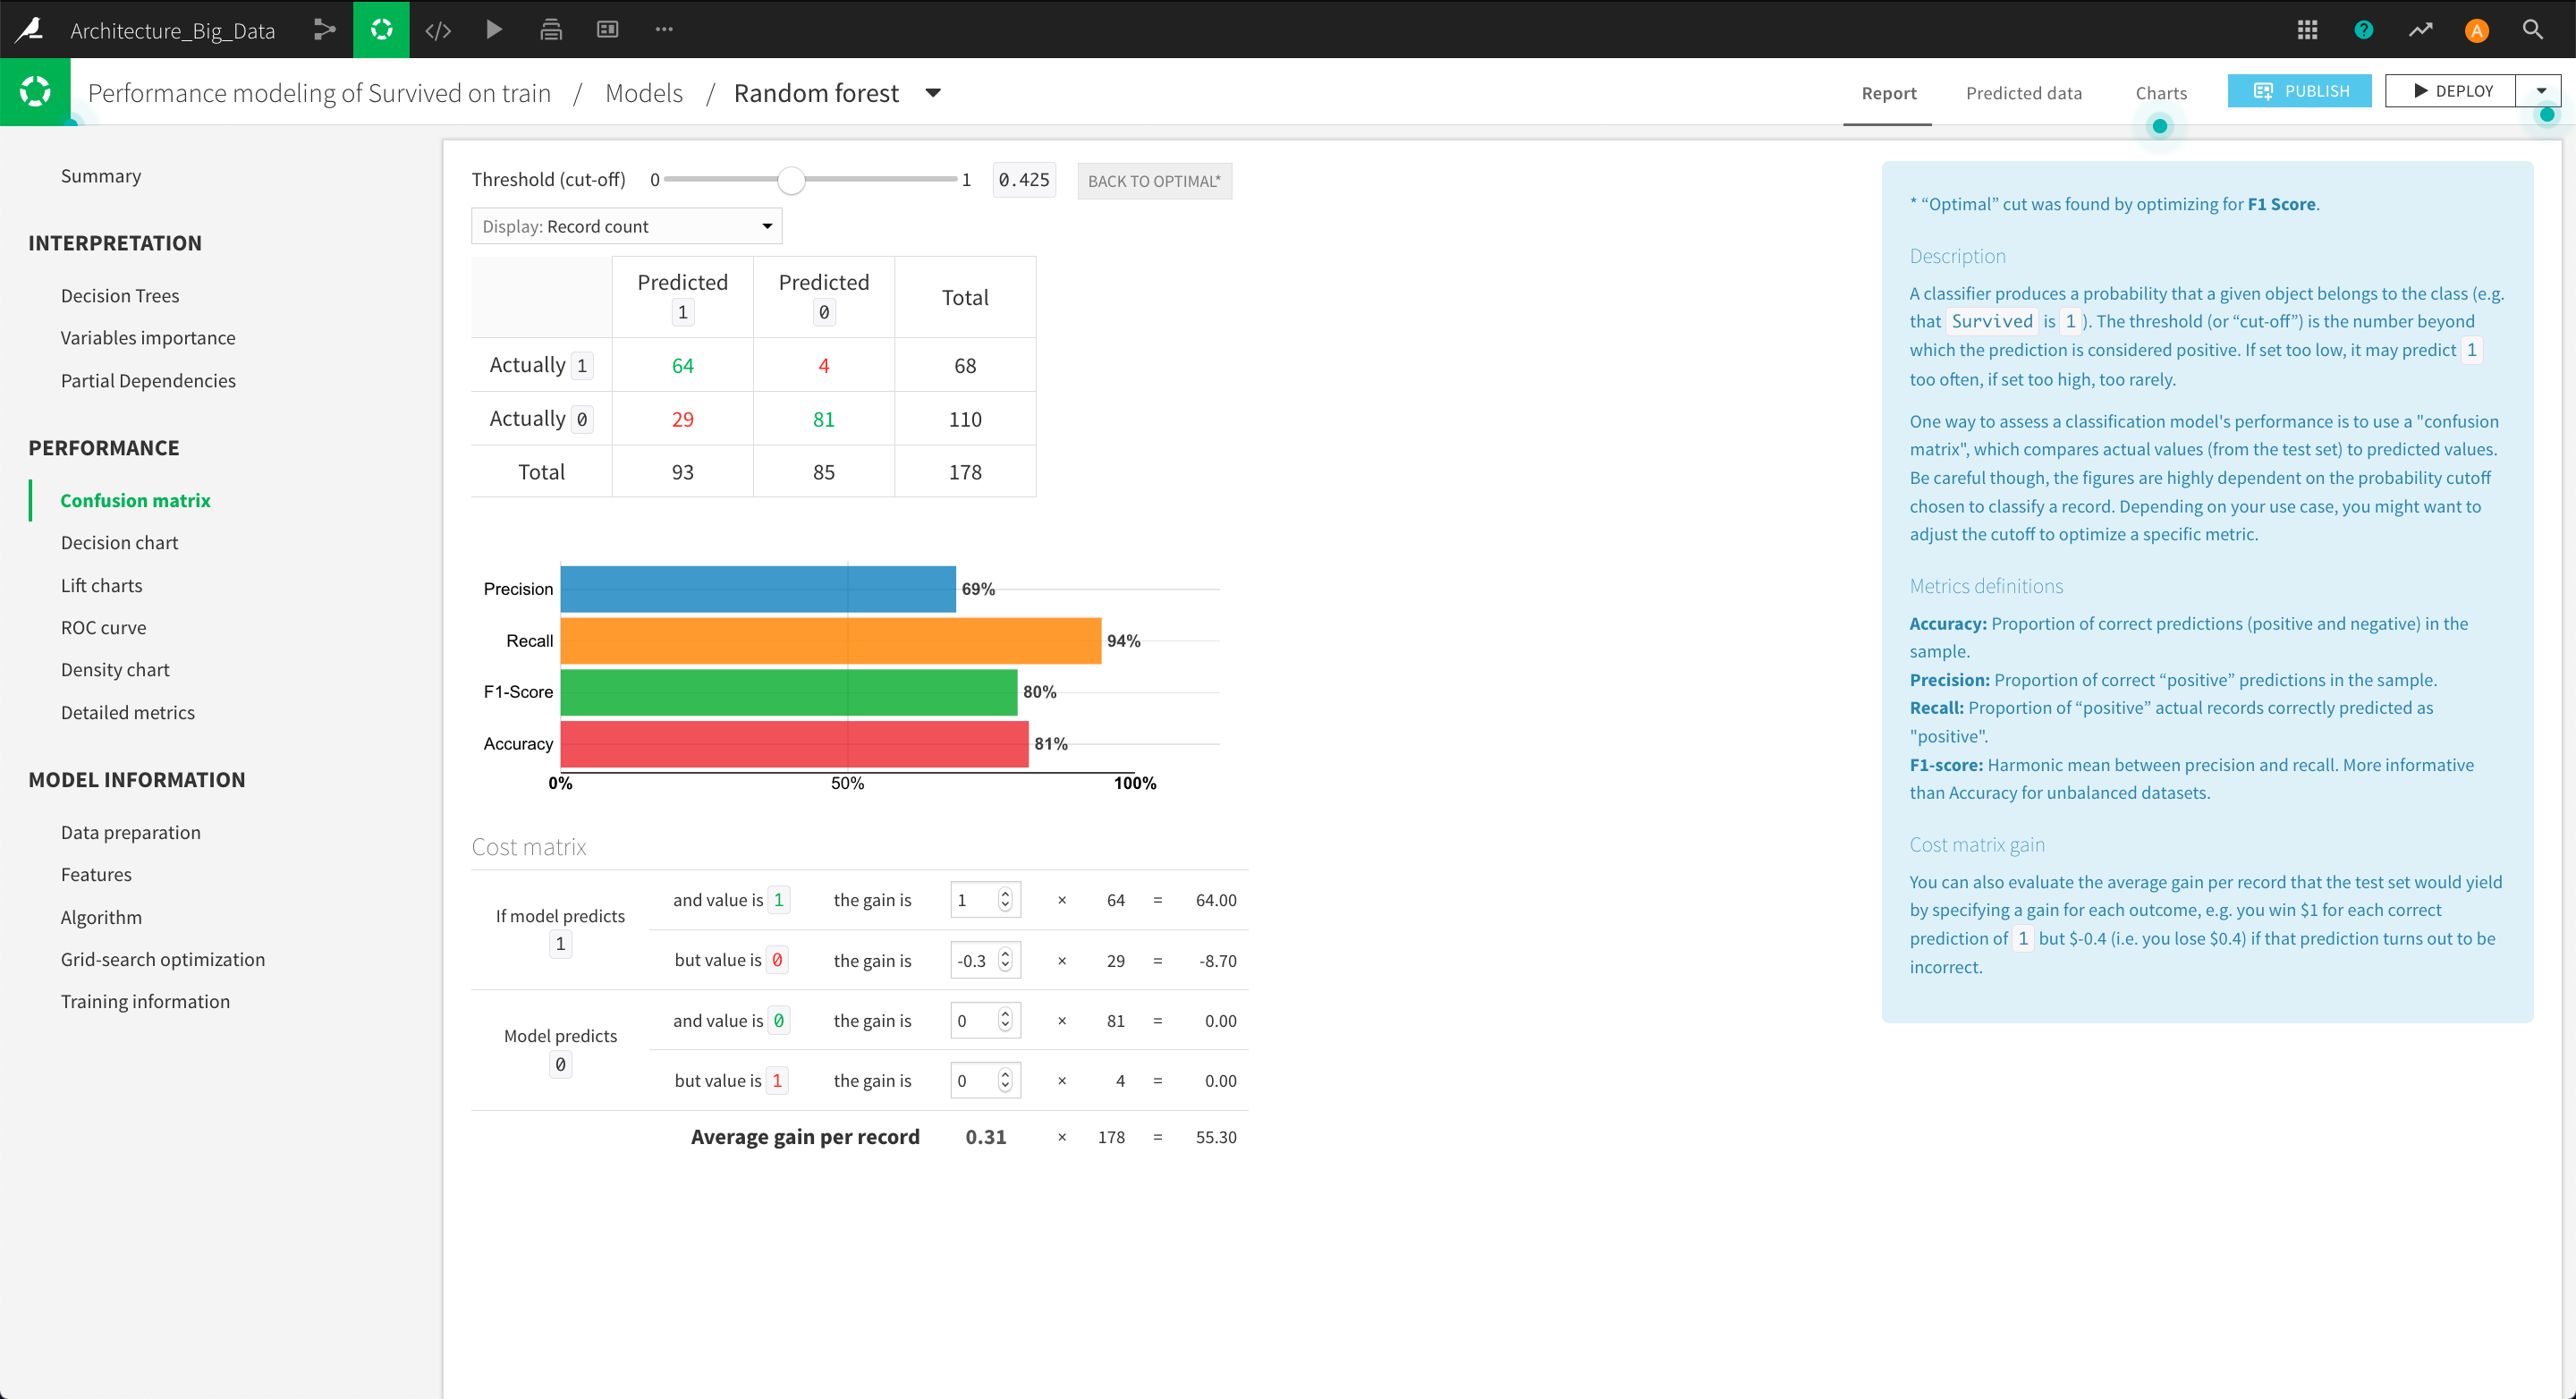 Architecture_Big_Data
A
Performance modeling of Survived on train / Models / Random forest
Report Predicted data Charts PUBLISH DEPLOY
Summary
INTERPRETATION
Decision Trees
Variables importance
Partial Dependencies
PERFORMANCE
Confusion matrix
Decision chart
Lift charts
ROC curve
Density chart
Detailed metrics
MODEL INFORMATION
Data preparation
Features
Algorithm
Grid-search optimization
Training information
Threshold (cut-off) 0 1 0.425 BACK TO OPTIMAL*
Display: Record count
Predicted 1 Predicted 0 Total
Actually 1 64 4 68
Actually 0 29 81 110
Total 93 85 178
Precision 69%
Recall 94%
F1-Score 80%
Accuracy 81%
0% 50% 100%
Cost matrix
If model predicts 1
and value is 1 the gain is 1 × 64 = 64.00
but value is 0 the gain is -0.3 × 29 = -8.70
Model predicts 0
and value is 0 the gain is 0 × 81 = 0.00
but value is 1 the gain is 0 × 4 = 0.00
Average gain per record 0.31 × 178 = 55.30
* “Optimal” cut was found by optimizing for F1 Score.
Description
A classifier produces a probability that a given object belongs to the class (e.g.
that Survived is 1 ). The threshold (or “cut-off”) is the number beyond
which the prediction is considered positive. If set too low, it may predict 1
too often, if set too high, too rarely.
One way to assess a classification model's performance is to use a "confusion
matrix", which compares actual values (from the test set) to predicted values.
Be careful though, the figures are highly dependent on the probability cutoff
chosen to classify a record. Depending on your use case, you might want to
adjust the cutoff to optimize a specific metric.
Metrics definitions
Accuracy: Proportion of correct predictions (positive and negative) in the
sample.
Precision: Proportion of correct “positive” predictions in the sample.
Recall: Proportion of “positive” actual records correctly predicted as
"positive".
F1-score: Harmonic mean between precision and recall. More informative
than Accuracy for unbalanced datasets.
Cost matrix gain
You can also evaluate the average gain per record that the test set would yield
by specifying a gain for each outcome, e.g. you win $1 for each correct
prediction of 1 but $-0.4 (i.e. you lose $0.4) if that prediction turns out to be
incorrect.